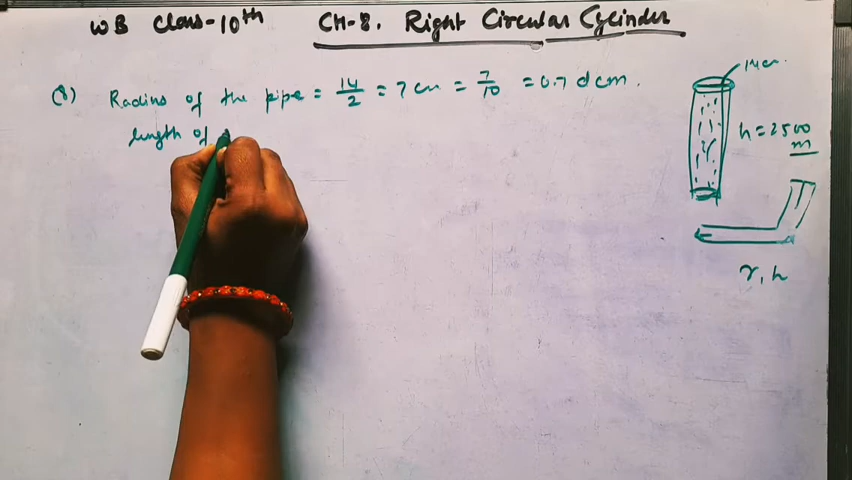 WB Class-10th CH-8. Right Circular Cylinder
(8) Radius of the pipe = 14/2 = 7 cm = 7/10 = 0.7 dcm.
length of
14cm.
h = 2500
m
r, h